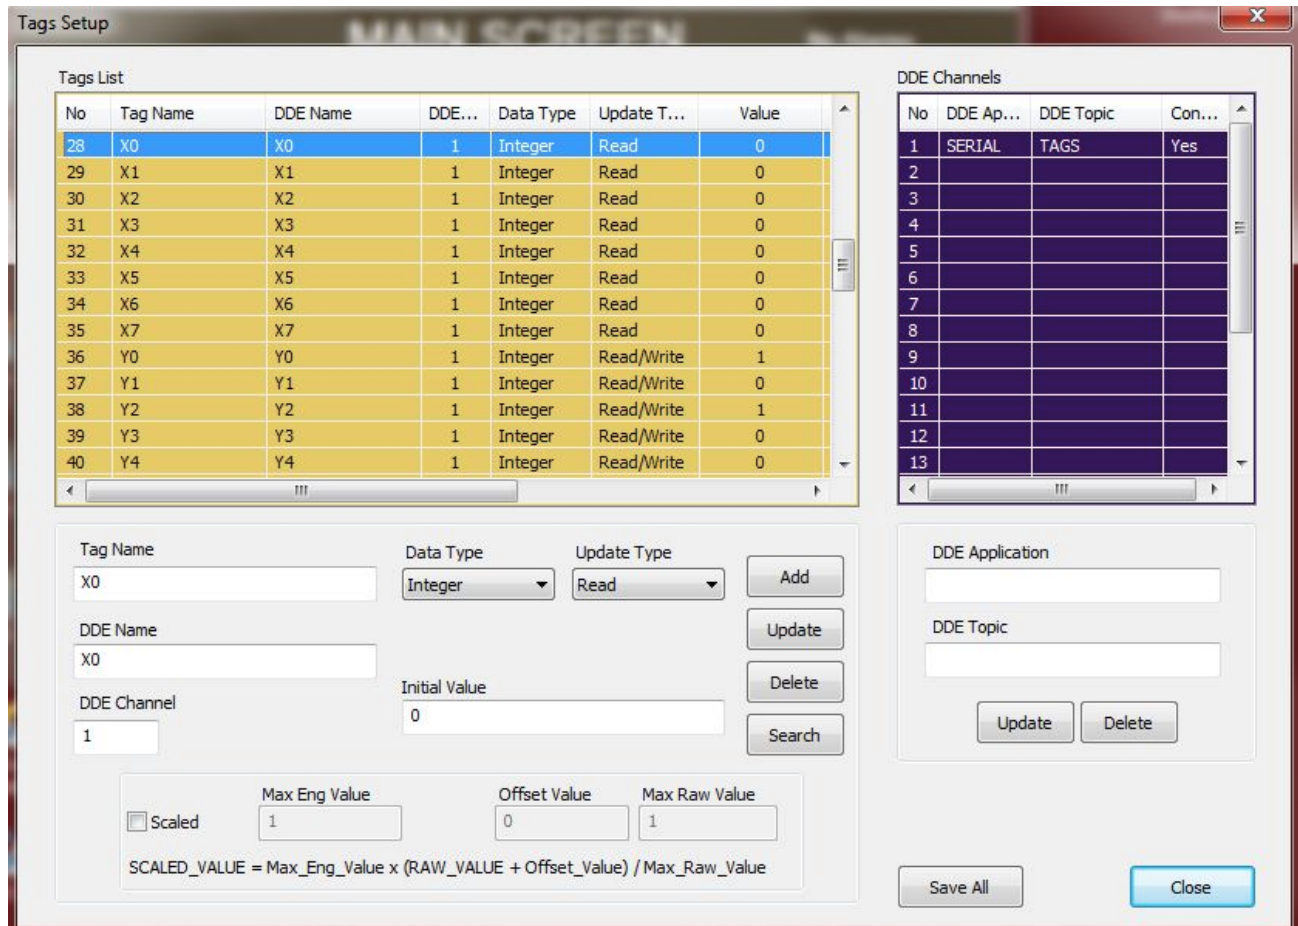 Tags Setup
MAIN SCREEN
X
Tags List
No Tag Name DDE Name DDE... Data Type Update T... Value
28 X0 X0 1 Integer Read 0
29 X1 X1 1 Integer Read 0
30 X2 X2 1 Integer Read 0
31 X3 X3 1 Integer Read 0
32 X4 X4 1 Integer Read 0
33 X5 X5 1 Integer Read 0
34 X6 X6 1 Integer Read 0
35 X7 X7 1 Integer Read 0
36 Y0 Y0 1 Integer Read/Write 1
37 Y1 Y1 1 Integer Read/Write 0
38 Y2 Y2 1 Integer Read/Write 1
39 Y3 Y3 1 Integer Read/Write 0
40 Y4 Y4 1 Integer Read/Write 0
DDE Channels
No DDE Ap... DDE Topic Con...
1 SERIAL TAGS Yes
2
3
4
5
6
7
8
9
10
11
12
13
Tag Name
X0
DDE Name
X0
DDE Channel
1
Data Type
Integer
Update Type
Read
Initial Value
0
Add
Update
Delete
Search
Scaled
Max Eng Value
1
Offset Value
0
Max Raw Value
1
SCALED_VALUE = Max_Eng_Value x (RAW_VALUE + Offset_Value) / Max_Raw_Value
DDE Application
DDE Topic
Update Delete
Save All Close